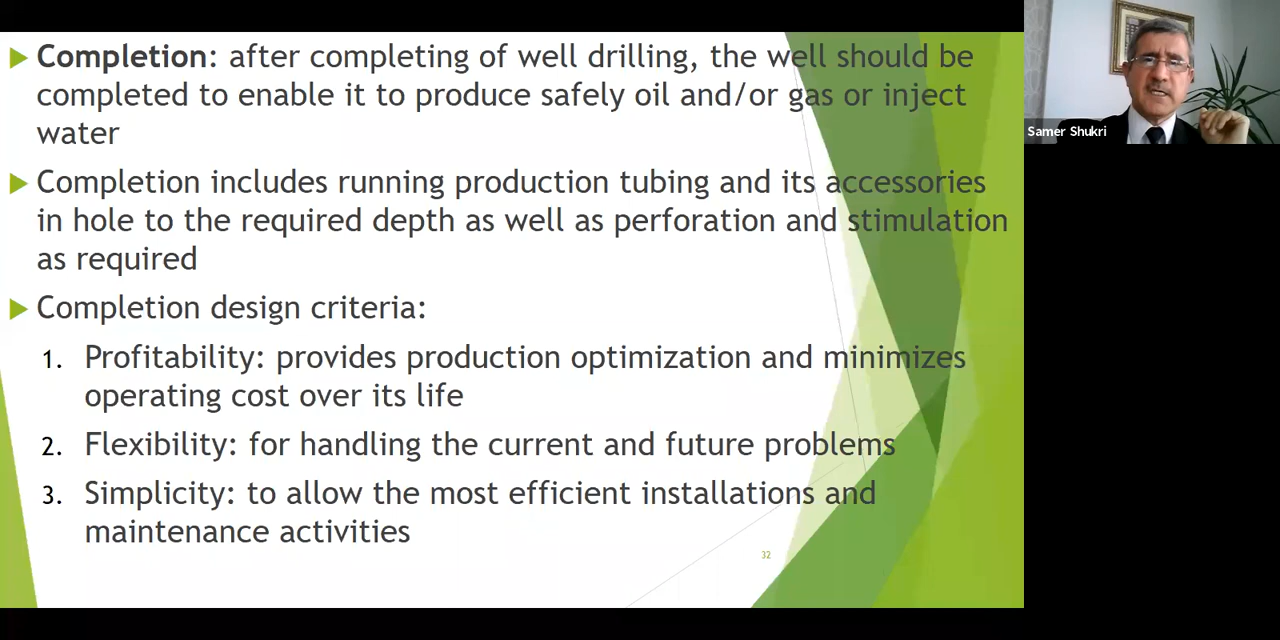 Completion: after completing of well drilling, the well should be
completed to enable it to produce safely oil and/or gas or inject
water
Completion includes running production tubing and its accessories
in hole to the required depth as well as perforation and stimulation
as required
Completion design criteria:
1. Profitability: provides production optimization and minimizes
operating cost over its life
2. Flexibility: for handling the current and future problems
3. Simplicity: to allow the most efficient installations and
maintenance activities
32
Samer Shukri